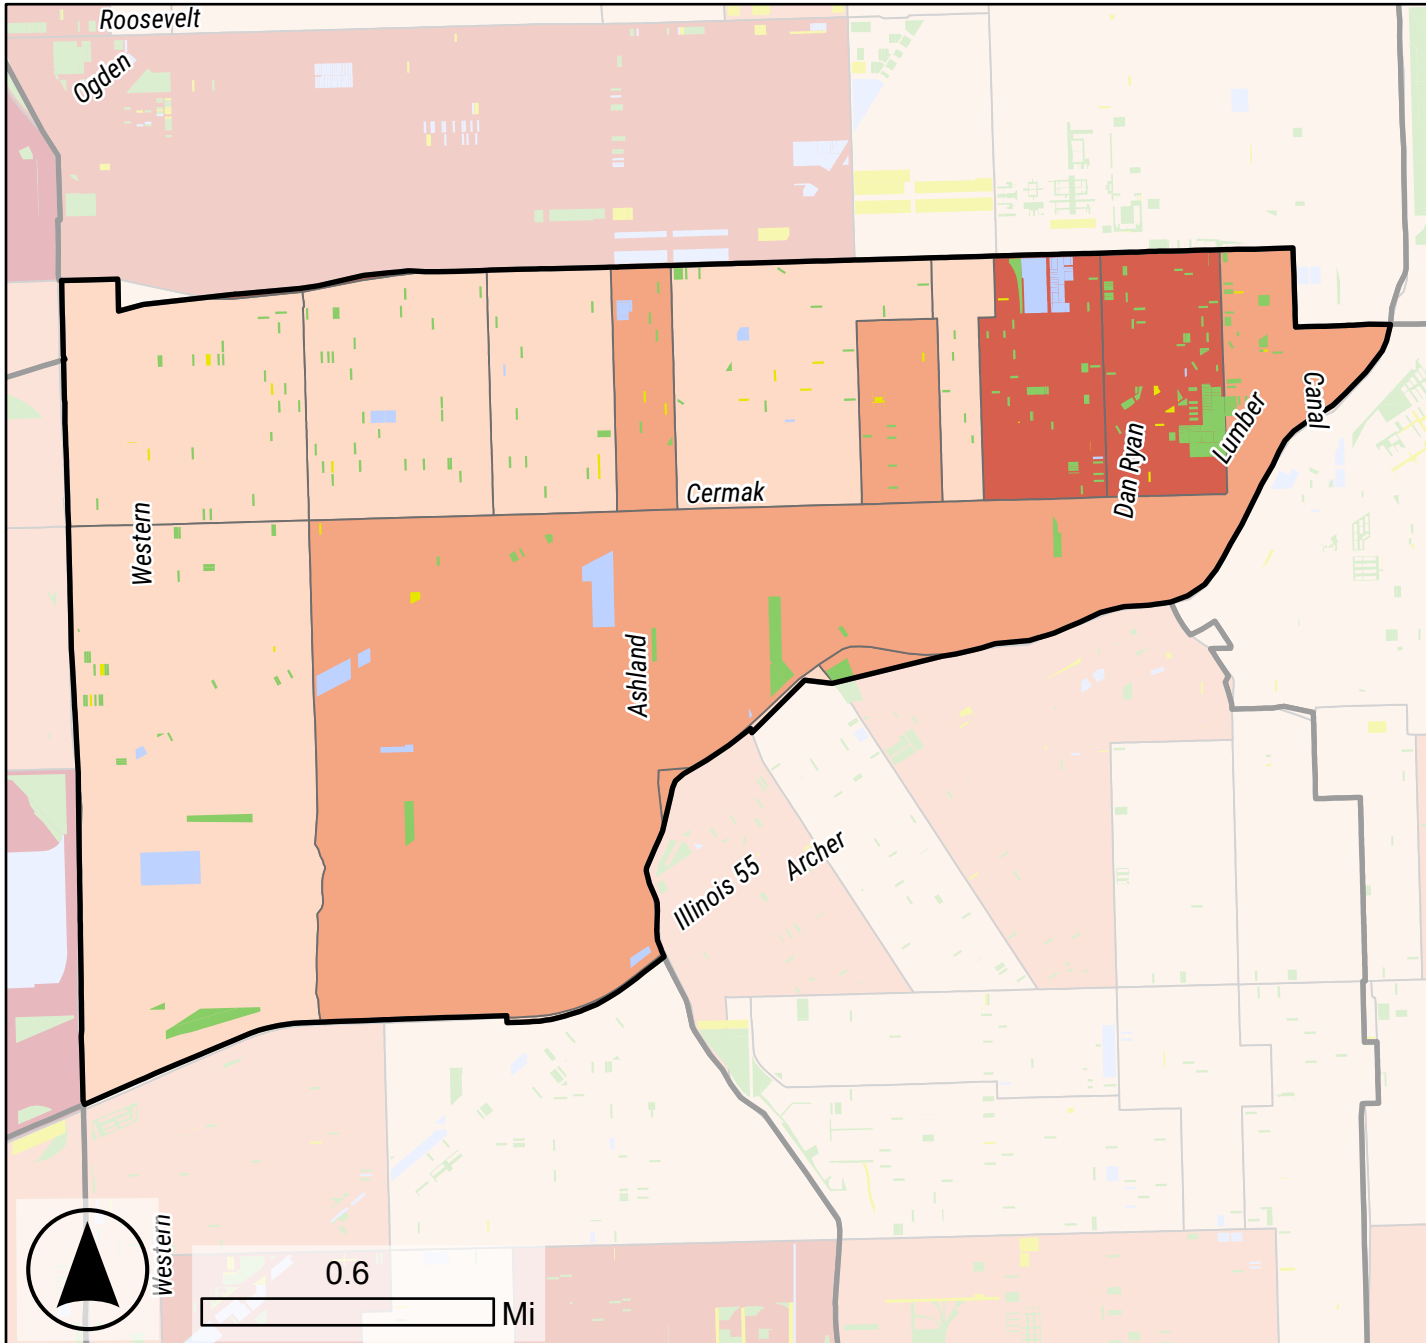 Roosevelt
Ogden
Canal
Lumber
Dan Ryan
Cermak
Western
Ashland
Archer
Illinois 55
Western
0.6
Mi